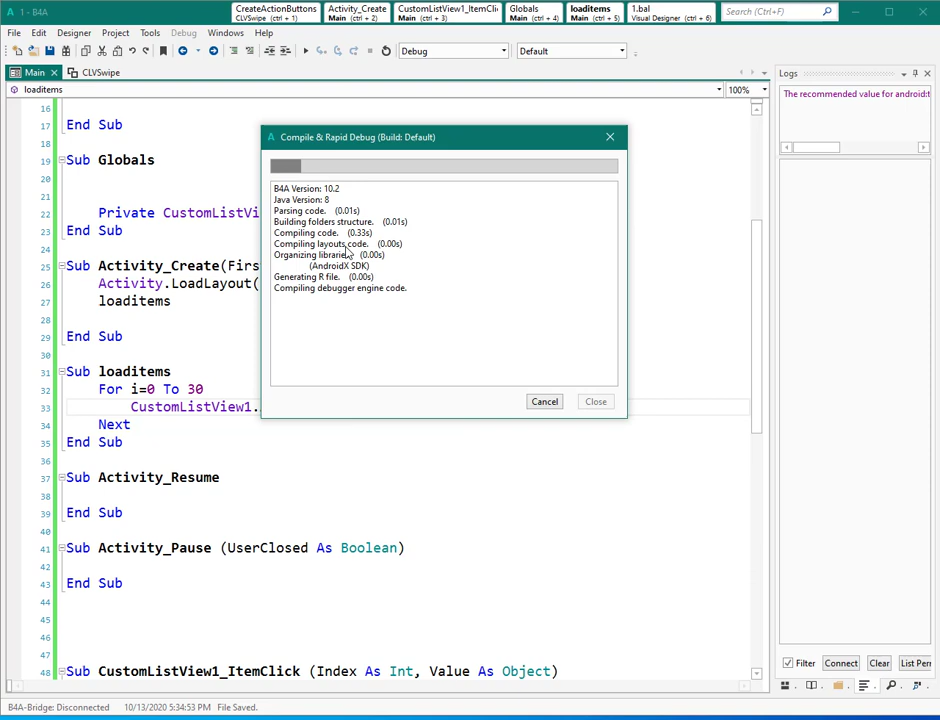 1 - B4A
CreateActionButtons
CLVSwipe (ctrl + 1)
Activity_Create
Main (ctrl + 2)
CustomListView1_ItemCli
Main (ctrl + 3)
Globals
Main (ctrl + 4)
loaditems
Main (ctrl + 5)
1.bal
Visual Designer (ctrl + 6)
Search (Ctrl+F)
File Edit Designer Project Tools Debug Windows Help
Debug
Default
Main
CLVSwipe
loaditems
100%
16
17 End Sub
18
19 Sub Globals
20
21
22 Private CustomListVi
23 End Sub
24
25 Sub Activity_Create(Firs
26 Activity.LoadLayout(
27 loaditems
28
29 End Sub
30
31 Sub loaditems
32 For i=0 To 30
33 CustomListView1.
34 Next
35 End Sub
36
37 Sub Activity_Resume
38
39 End Sub
40
41 Sub Activity_Pause (UserClosed As Boolean)
42
43 End Sub
44
45
46
47
48 Sub CustomListView1_ItemClick (Index As Int, Value As Object)
Compile & Rapid Debug (Build: Default)
B4A Version: 10.2
Java Version: 8
Parsing code. (0.01s)
Building folders structure. (0.01s)
Compiling code. (0.33s)
Compiling layouts code. (0.00s)
Organizing libraries. (0.00s)
(AndroidX SDK)
Generating R file. (0.00s)
Compiling debugger engine code.
Cancel
Close
Logs
The recommended value for android:t
Filter
Connect
Clear
List Perr
B4A-Bridge: Disconnected 10/13/2020 5:34:53 PM File Saved.